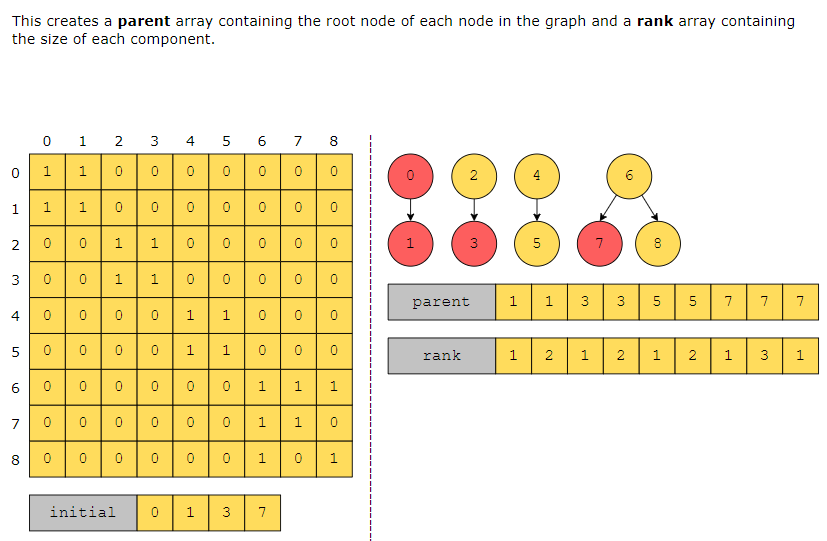 This creates a parent array containing the root node of each node in the graph and a rank array containing
the size of each component.
0 1 2 3 4 5 6 7 8
0 1 1 0 0 0 0 0 0 0
1 1 1 0 0 0 0 0 0 0
2 0 0 1 1 0 0 0 0 0
3 0 0 1 1 0 0 0 0 0
4 0 0 0 0 1 1 0 0 0
5 0 0 0 0 1 1 0 0 0
6 0 0 0 0 0 0 1 1 1
7 0 0 0 0 0 0 1 1 0
8 0 0 0 0 0 0 1 0 1
initial 0 1 3 7
0 2 4 6
1 3 5 7 8
parent 1 1 3 3 5 5 7 7 7
rank 1 2 1 2 1 2 1 3 1